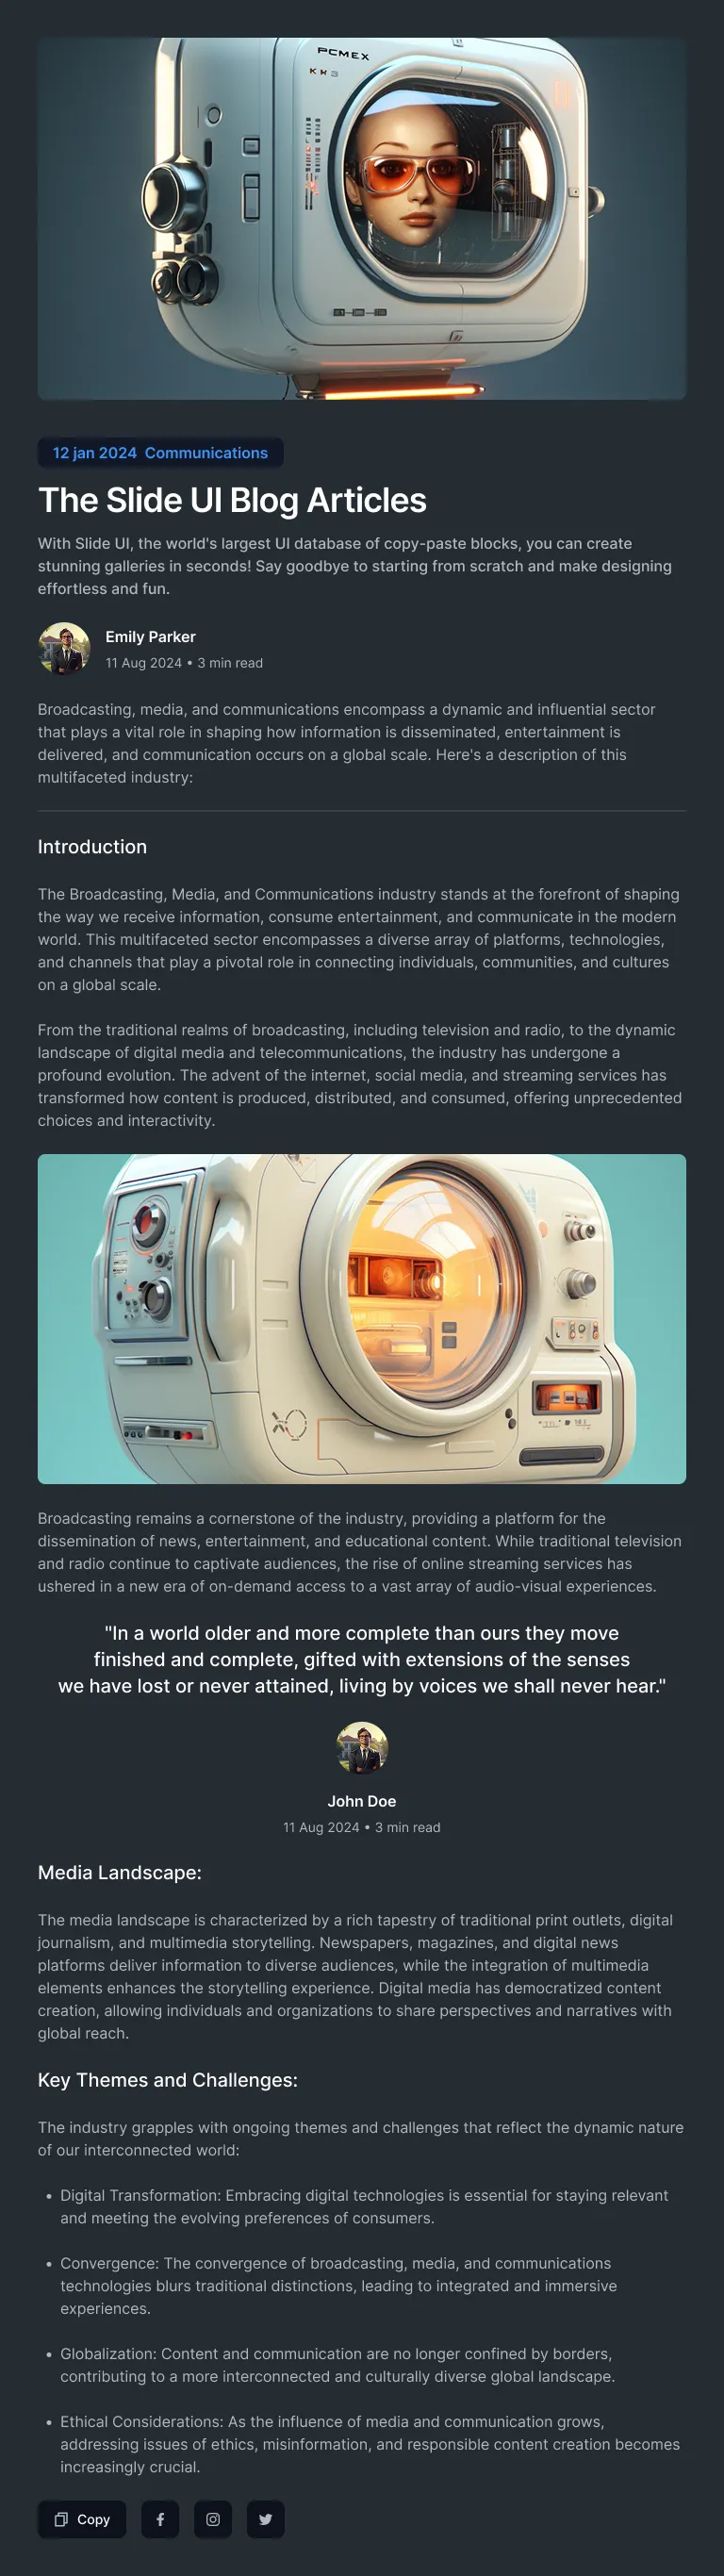 PCMEX
12 jan 2024 Communications
The Slide UI Blog Articles
With Slide UI, the world's largest UI database of copy-paste blocks, you can create
stunning galleries in seconds! Say goodbye to starting from scratch and make designing
effortless and fun.
Emily Parker
11 Aug 2024 • 3 min read
Broadcasting, media, and communications encompass a dynamic and influential sector
that plays a vital role in shaping how information is disseminated, entertainment is
delivered, and communication occurs on a global scale. Here's a description of this
multifaceted industry:
Introduction
The Broadcasting, Media, and Communications industry stands at the forefront of shaping
the way we receive information, consume entertainment, and communicate in the modern
world. This multifaceted sector encompasses a diverse array of platforms, technologies,
and channels that play a pivotal role in connecting individuals, communities, and cultures
on a global scale.
From the traditional realms of broadcasting, including television and radio, to the dynamic
landscape of digital media and telecommunications, the industry has undergone a
profound evolution. The advent of the internet, social media, and streaming services has
transformed how content is produced, distributed, and consumed, offering unprecedented
choices and interactivity.
Broadcasting remains a cornerstone of the industry, providing a platform for the
dissemination of news, entertainment, and educational content. While traditional television
and radio continue to captivate audiences, the rise of online streaming services has
ushered in a new era of on-demand access to a vast array of audio-visual experiences.
"In a world older and more complete than ours they move
finished and complete, gifted with extensions of the senses
we have lost or never attained, living by voices we shall never hear."
John Doe
11 Aug 2024 • 3 min read
Media Landscape:
The media landscape is characterized by a rich tapestry of traditional print outlets, digital
journalism, and multimedia storytelling. Newspapers, magazines, and digital news
platforms deliver information to diverse audiences, while the integration of multimedia
elements enhances the storytelling experience. Digital media has democratized content
creation, allowing individuals and organizations to share perspectives and narratives with
global reach.
Key Themes and Challenges:
The industry grapples with ongoing themes and challenges that reflect the dynamic nature
of our interconnected world:
• Digital Transformation: Embracing digital technologies is essential for staying relevant
and meeting the evolving preferences of consumers.
• Convergence: The convergence of broadcasting, media, and communications
technologies blurs traditional distinctions, leading to integrated and immersive
experiences.
• Globalization: Content and communication are no longer confined by borders,
contributing to a more interconnected and culturally diverse global landscape.
• Ethical Considerations: As the influence of media and communication grows,
addressing issues of ethics, misinformation, and responsible content creation becomes
increasingly crucial.
Copy